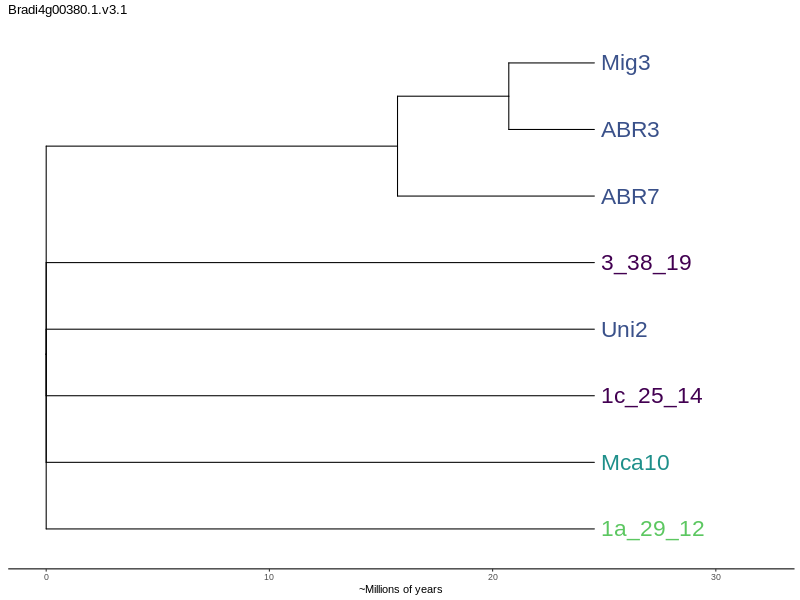 Bradi4g00380.1.v3.1
Mig3
ABR3
ABR7
3_38_19
Uni2
1c_25_14
Mca10
1a_29_12
0 10 20 30
~Millions of years